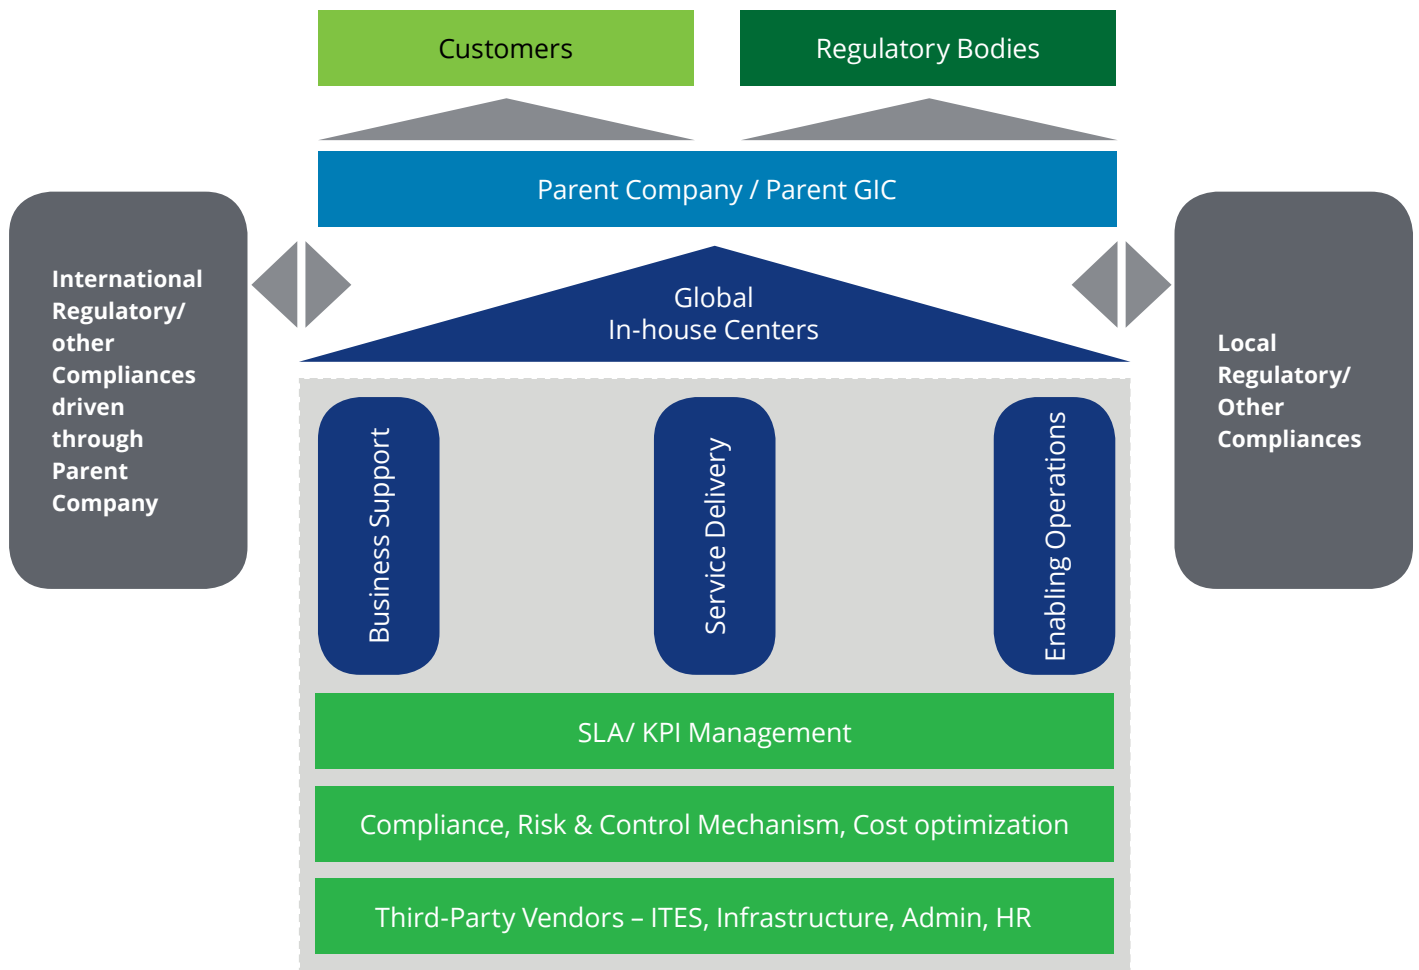 Customers
Regulatory Bodies
Parent Company / Parent GIC
International
Regulatory/
other
Compliances
driven
through
Parent
Company
Global
In-house Centers
Local
Regulatory/
Other
Compliances
Business Support
Service Delivery
Enabling Operations
SLA/ KPI Management
Compliance, Risk & Control Mechanism, Cost optimization
Third-Party Vendors – ITES, Infrastructure, Admin, HR